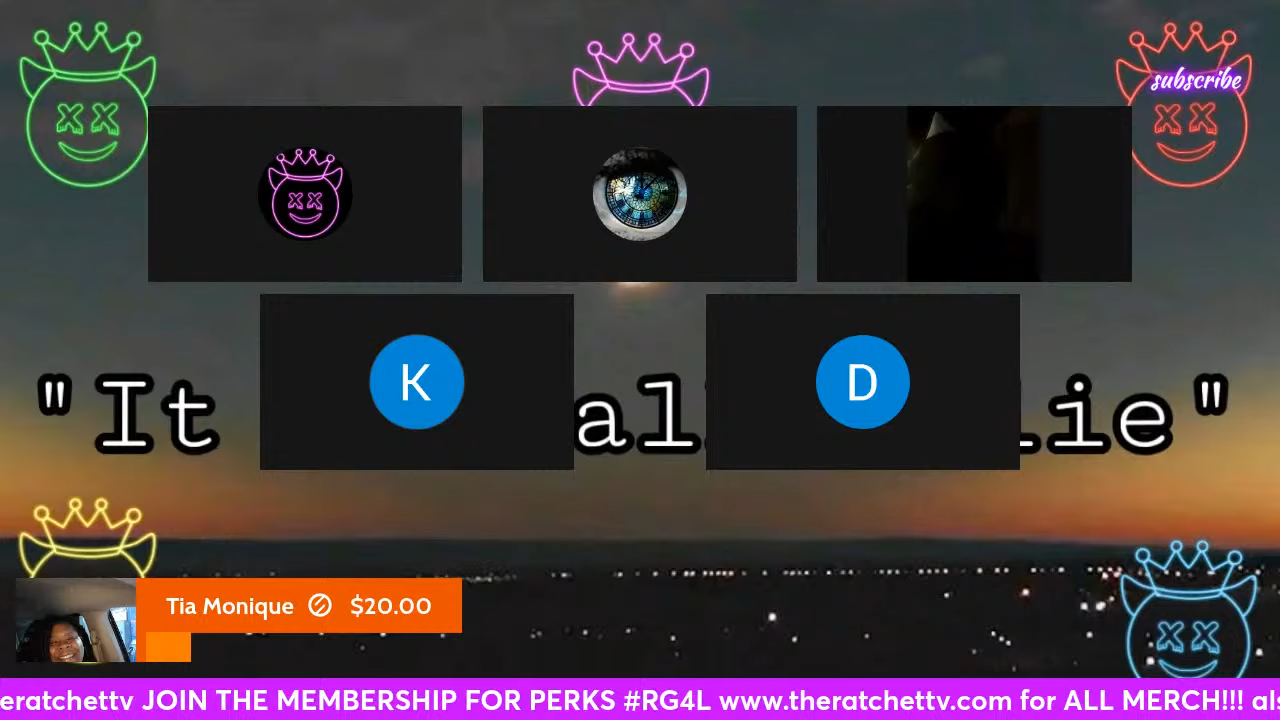 subscribe
K
D
"It al lie"
Tia Monique $20.00
eratchettv JOIN THE MEMBERSHIP FOR PERKS #RG4L www.theratchettv.com for ALL MERCH!!! als